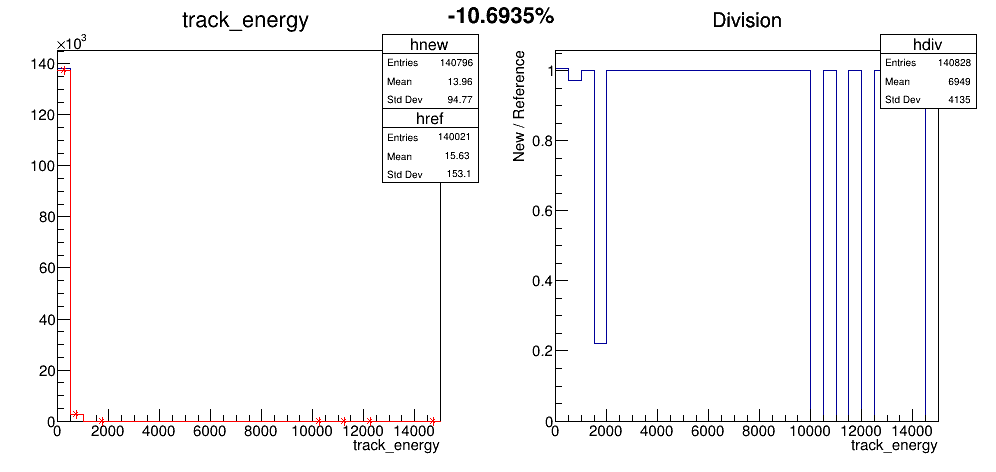 -10.6935%
track_energy
×10³
140
120
100
80
60
40
20
0
0 2000 4000 6000 8000 10000 12000 14000
track_energy
hnew
Entries 140796
Mean 13.96
Std Dev 94.77
href
Entries 140021
Mean 15.63
Std Dev 153.1
Division
New / Reference
1
0.8
0.6
0.4
0.2
0
0 2000 4000 6000 8000 10000 12000 14000
track_energy
hdiv
Entries 140828
Mean 6949
Std Dev 4135